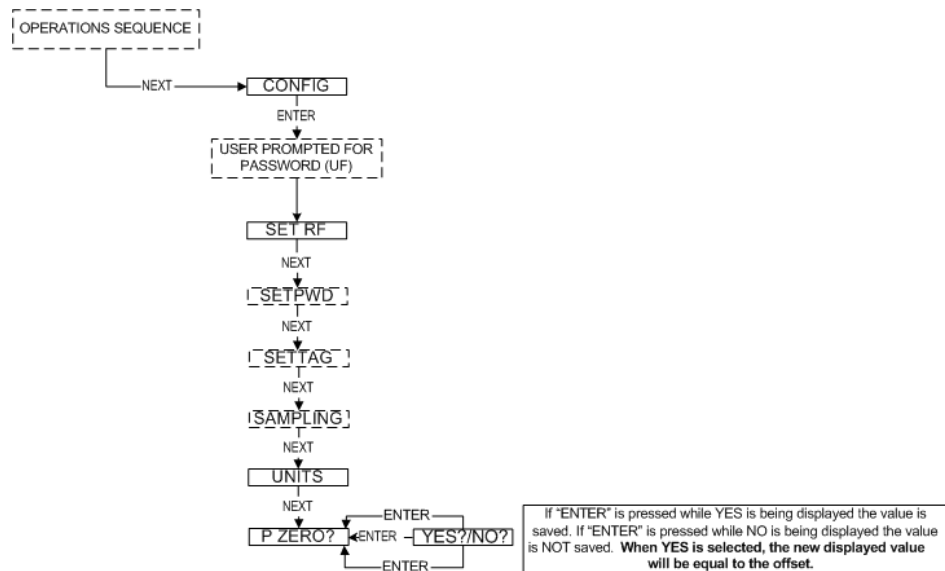 OPERATIONS SEQUENCE
NEXT
CONFIG
ENTER
USER PROMPTED FOR
PASSWORD (UF)
SET RF
NEXT
SETPWD
NEXT
SETTAG
NEXT
SAMPLING
NEXT
UNITS
NEXT
ENTER
P ZERO?
ENTER
YES?/NO?
ENTER
If "ENTER" is pressed while YES is being displayed the value is
saved. If "ENTER" is pressed while NO is being displayed the value
is NOT saved. When YES is selected, the new displayed value
will be equal to the offset.